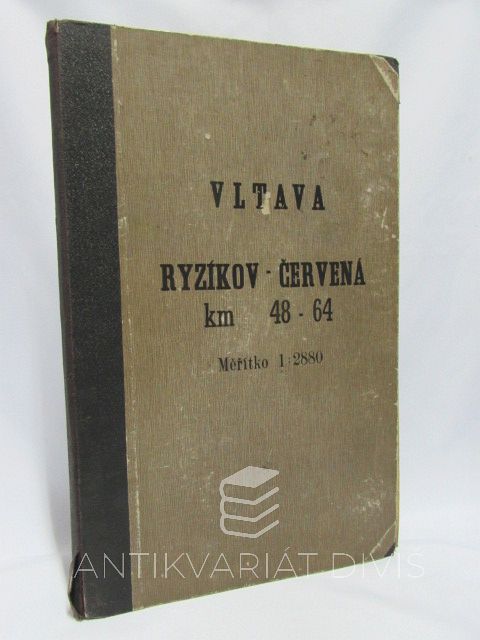 VLTAVA
RYZÍKOV - ČERVENÁ
km 48 - 64
Měřítko 1:2880
ANTIKVARIÁT DIVIŠ